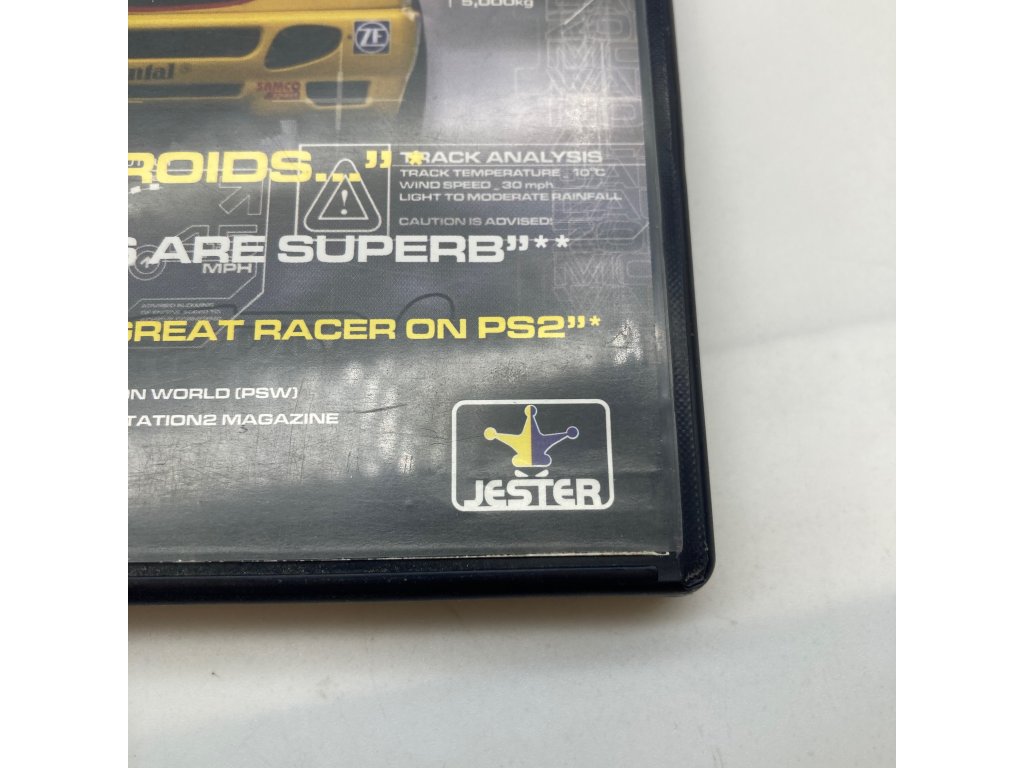 5,000kg
ZF
SAMCO
ROIDS..." *
TRACK ANALYSIS
TRACK TEMPERATURE _ 10°C
WIND SPEED _ 30 mph
LIGHT TO MODERATE RAINFALL
CAUTION IS ADVISED!
S ARE SUPERB"**
MPH
GREAT RACER ON PS2"*
ON WORLD (PSW)
TATION2 MAGAZINE
JESTER